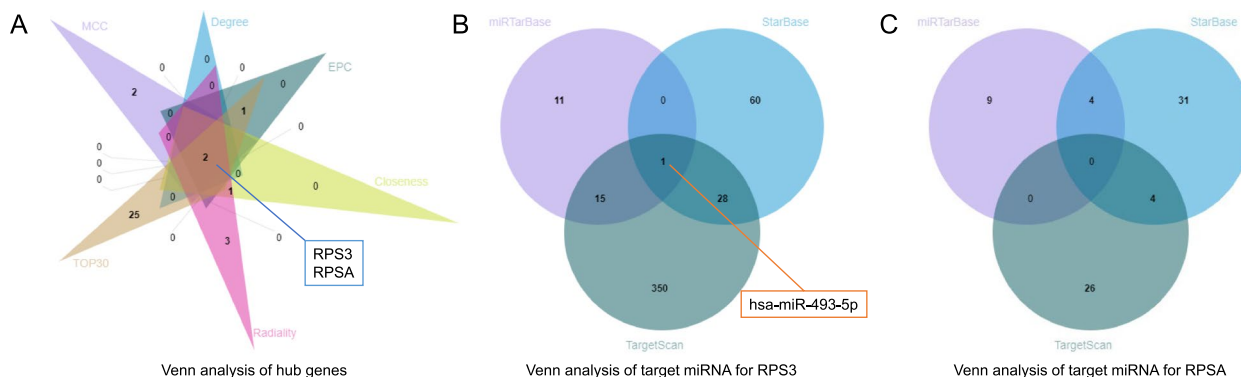 A
MCC
Degree
EPC
Closeness
Radiality
TOP30
2
0
0
0
0
0
1
0
0
0
2
0
0
0
0
0
1
0
25
0
0
3
RPS3
RPSA
Venn analysis of hub genes
B
miRTarBase
StarBase
11
0
60
1
15
28
350
hsa-miR-493-5p
TargetScan
Venn analysis of target miRNA for RPS3
C
miRTarBase
StarBase
9
4
31
0
0
4
26
TargetScan
Venn analysis of target miRNA for RPSA